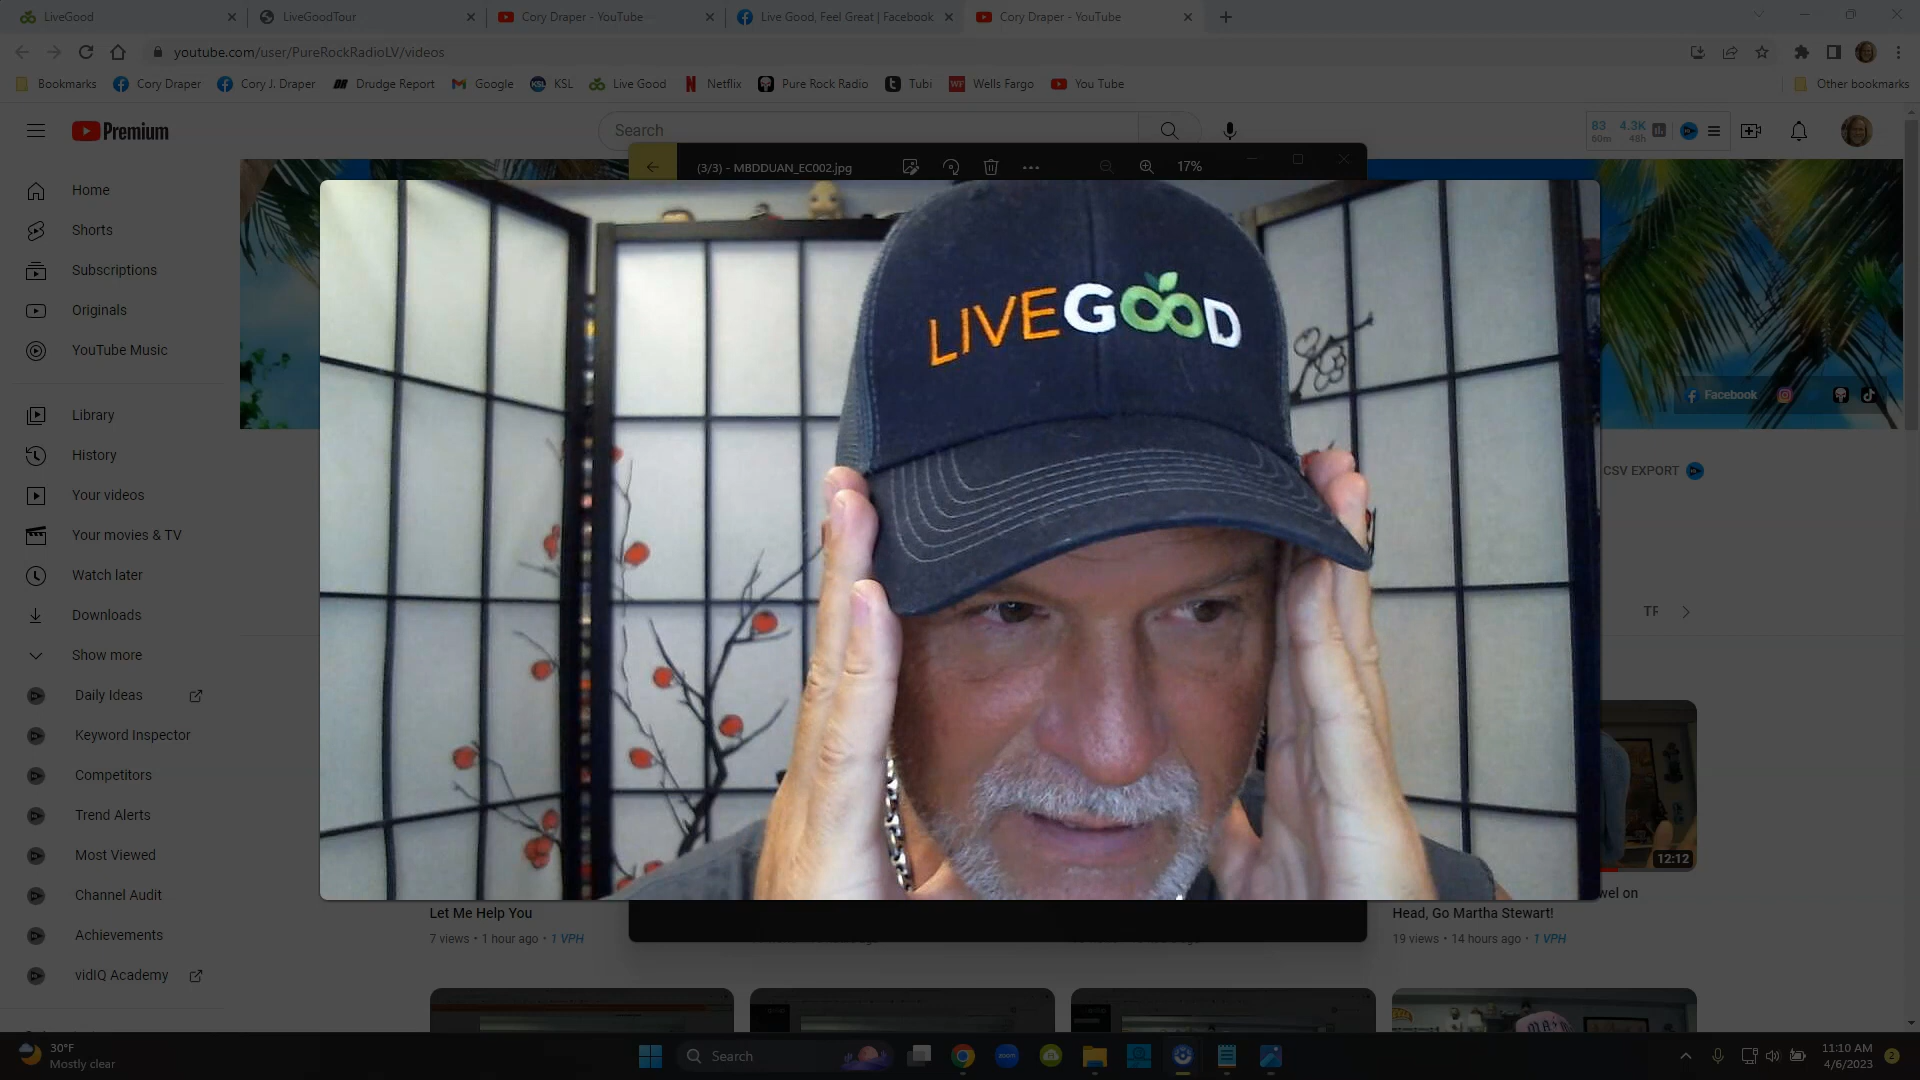 LiveGood
LiveGoodTour
Cory Draper - YouTube
Live Good, Feel Great | Facebook
Cory Draper - YouTube
youtube.com/user/PureRockRadioLV/videos
Bookmarks
Cory Draper
Cory J. Draper
Drudge Report
Google
KSL
Live Good
Netflix
Pure Rock Radio
Tubi
Wells Fargo
You Tube
Other bookmarks
Premium
Search
83
60m
4.3K
48h
(3/3) - MBDDUAN_EC002.jpg
17%
Home
Shorts
Subscriptions
Originals
YouTube Music
Library
History
Your videos
Your movies & TV
Watch later
Downloads
Show more
Daily Ideas
Keyword Inspector
Competitors
Trend Alerts
Most Viewed
Channel Audit
Achievements
vidIQ Academy
LIVEGOOD
Facebook
CSV EXPORT
12:12
Let Me Help You
7 views • 1 hour ago • 1 VPH
Head, Go Martha Stewart!
19 views • 14 hours ago • 1 VPH
30°F
Mostly clear
Search
11:10 AM
4/6/2023
2